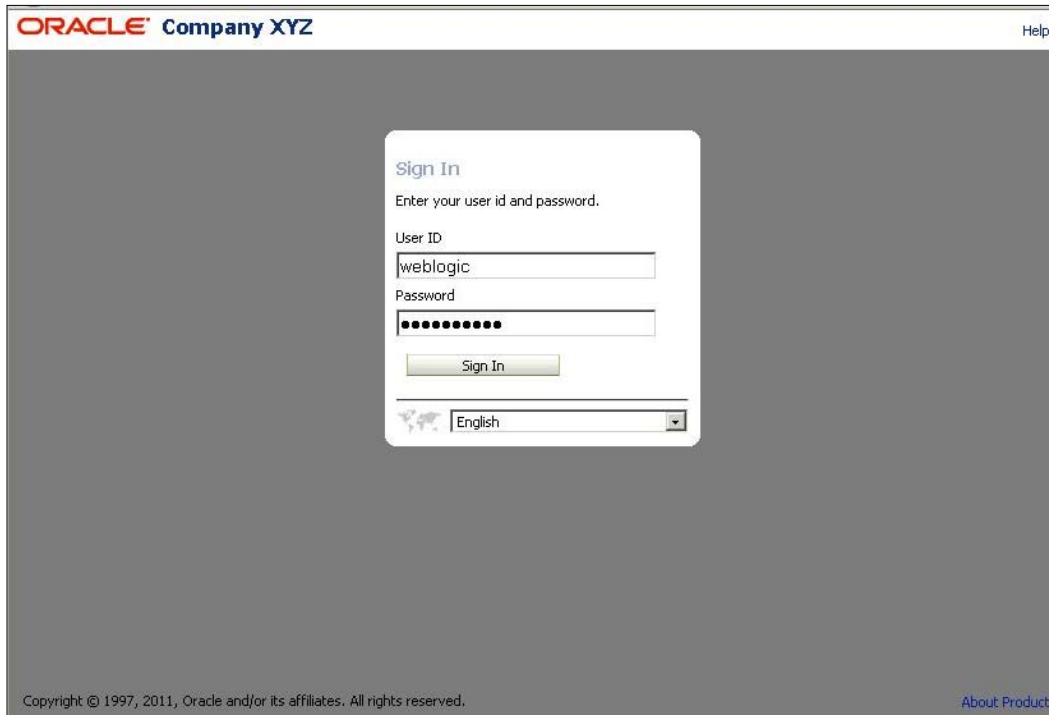 ORACLE Company XYZ
Help
Sign In
Enter your user id and password.
User ID
weblogic
Password
••••••••••
Sign In
English
Copyright © 1997, 2011, Oracle and/or its affiliates. All rights reserved.
About Product